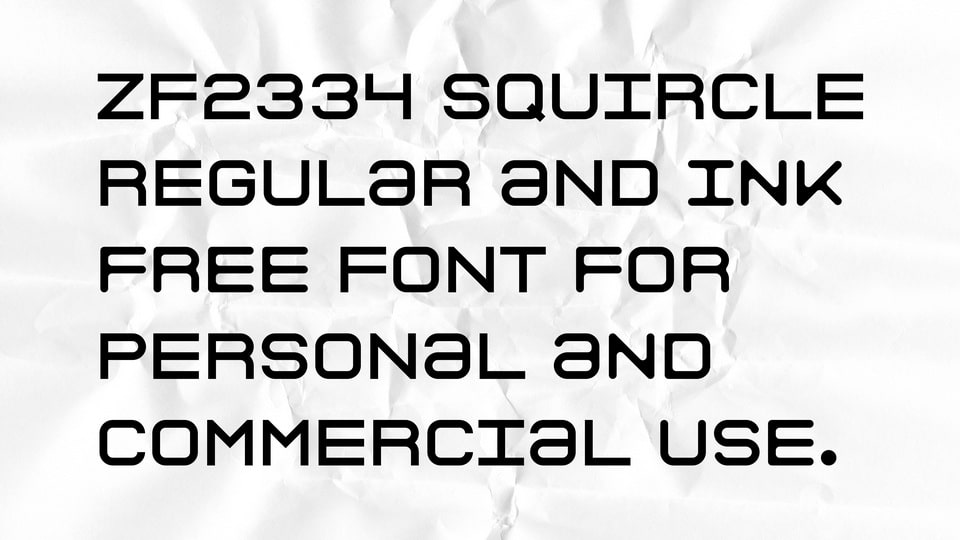 ZF2334 SQUIRCLE
REGULaR aND INK
FREE FONT FOR
PERSONaL aND
COMMERCIaL USE.